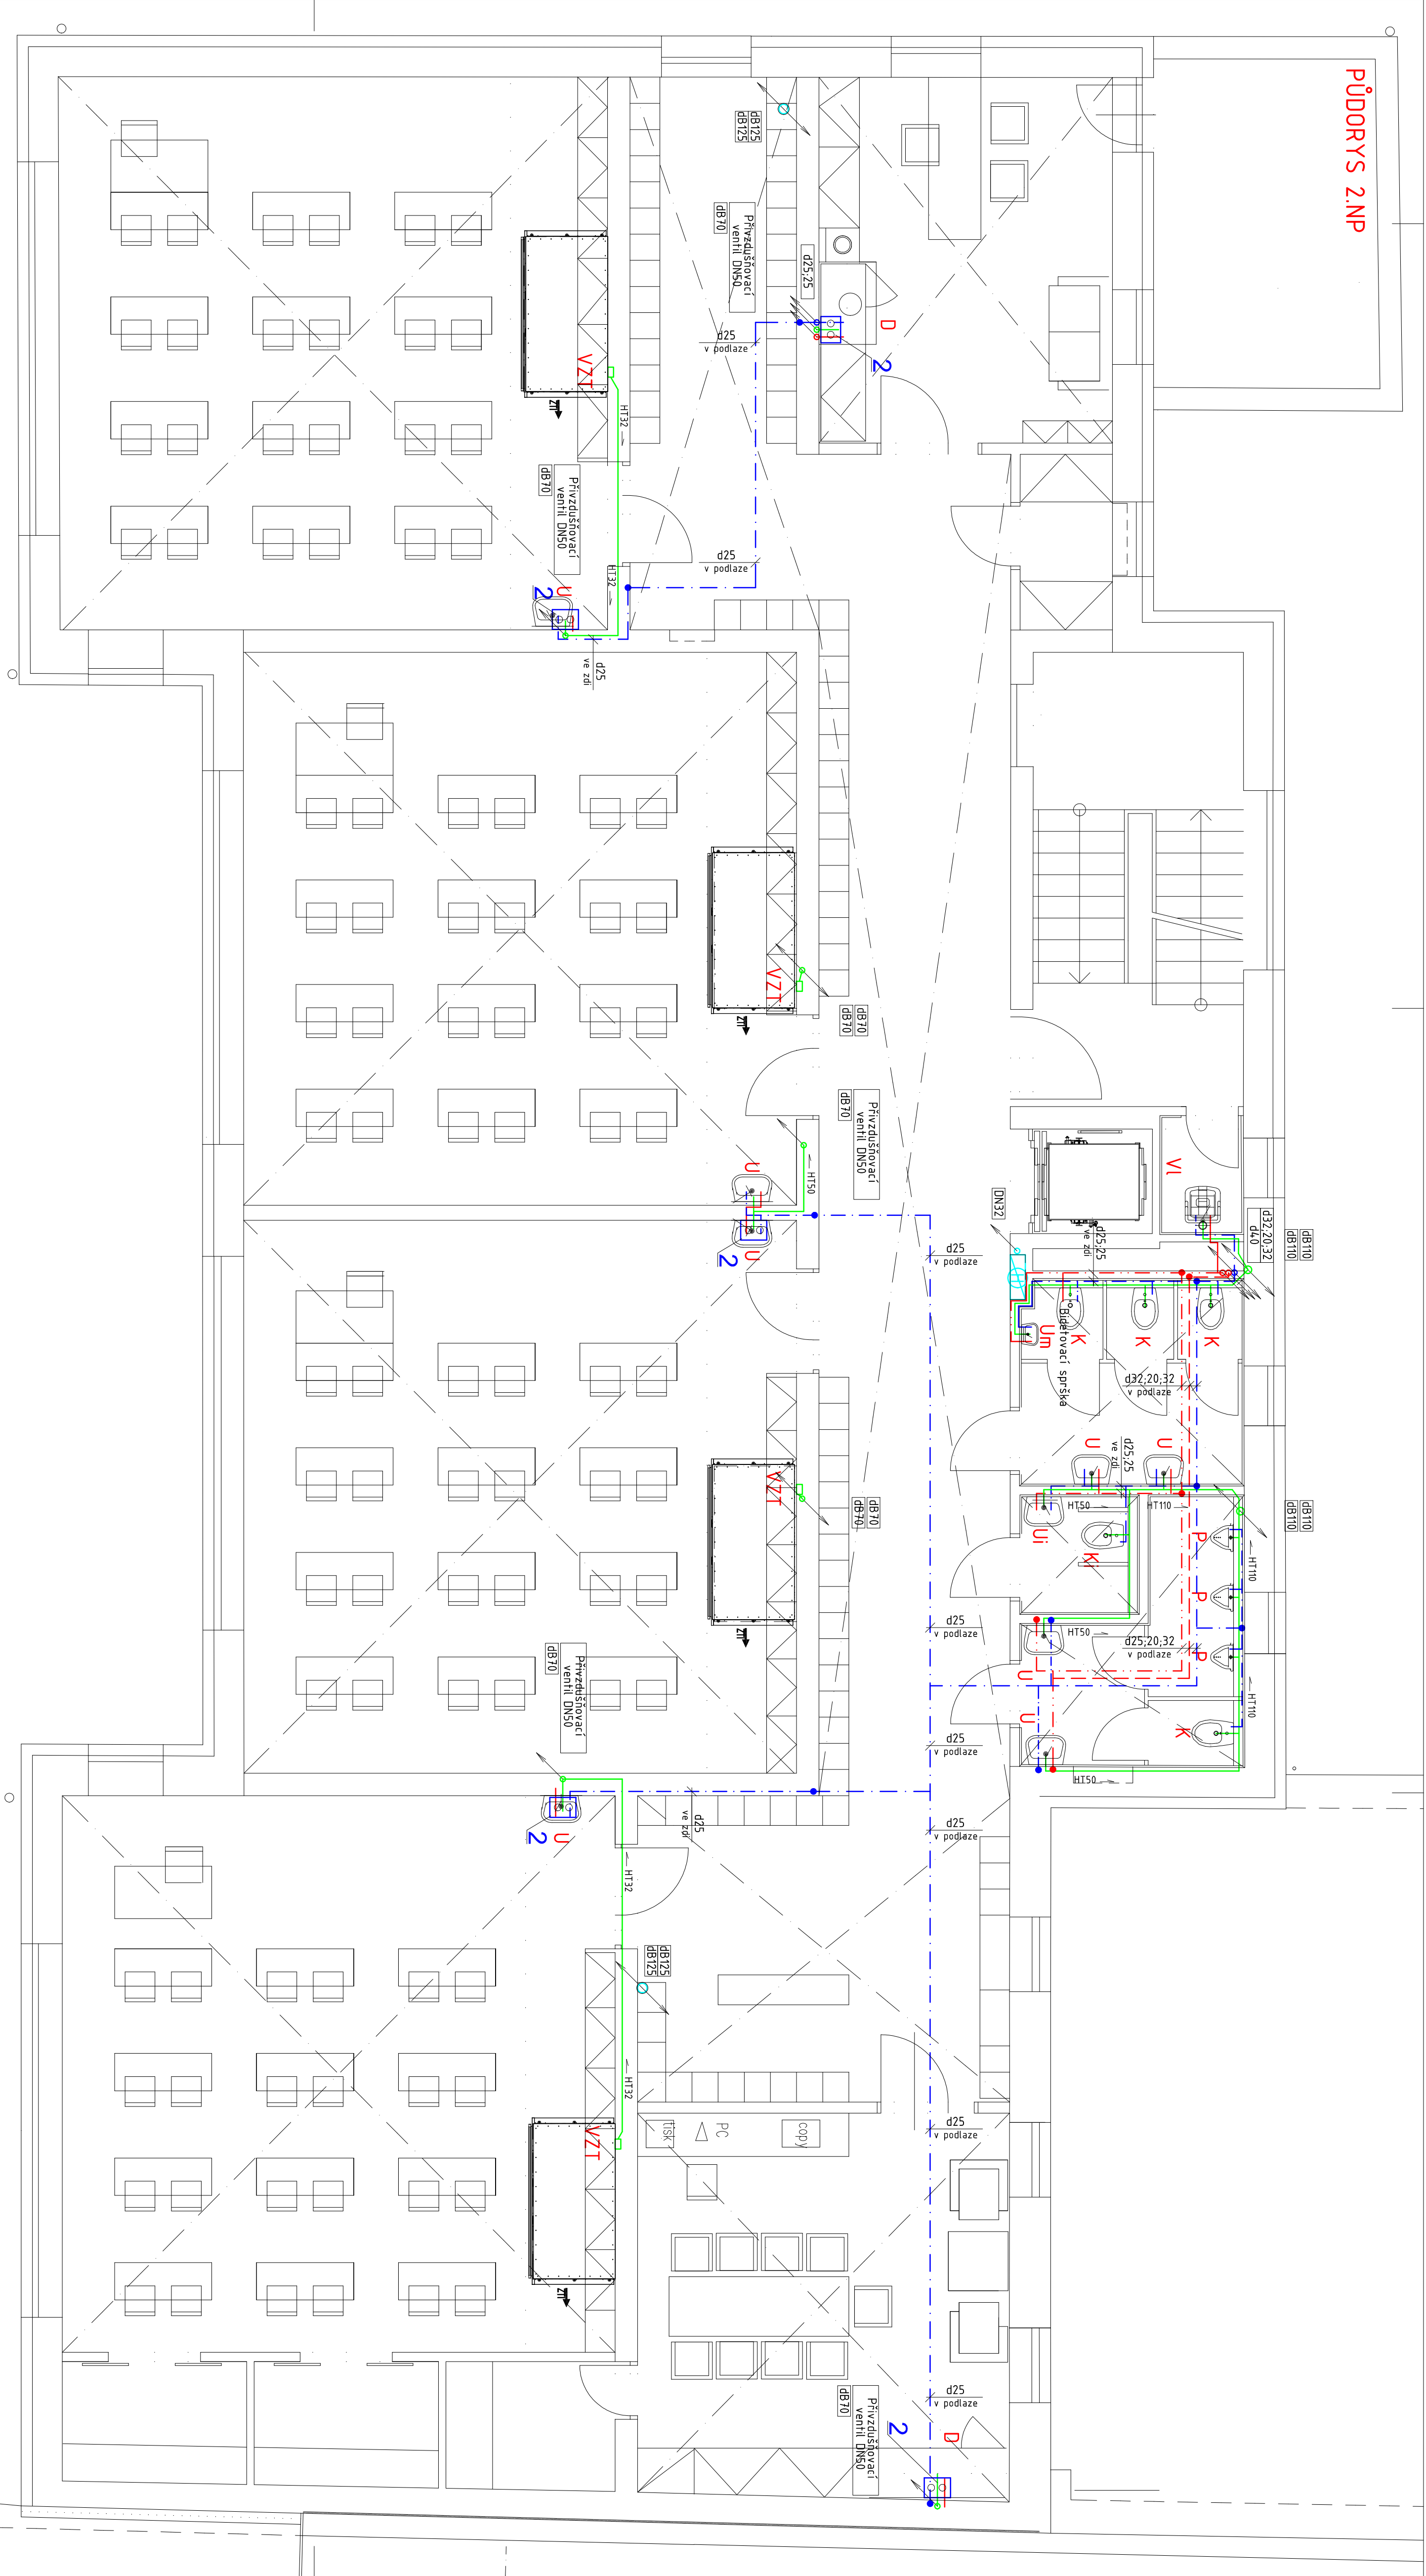 PŮDORYS 2.NP
dB125
dB125
Přivzdušňovací
ventil DN50
dB70
d25;25
D
2
d25
v podlaze
VZT
ZTI
HT32
Přivzdušňovací
ventil DN50
dB70
d25
v podlaze
HT32
U
2
d25
ve zdi
VZT
ZTI
dB70
dB70
Přivzdušňovací
ventil DN50
dB70
HT50
U
U
2
DN32
d25
v podlaze
Vl
d25;25
ve zdi
d32;20;32
d40
dB110
dB110
Um
Bidetovací sprška
K
K
K
d32;20;32
v podlaze
U
d25;25
ve zdi
U
HT50
HT110
dB110
dB110
Ui
Ki
P
P
P
HT110
HT50
d25;20;32
v podlaze
HT110
U
U
K
HT50
VZT
ZTI
dB70
dB70
Přivzdušňovací
ventil DN50
dB70
d25
v podlaze
d25
v podlaze
d25
v podlaze
d25
ve zdi
U
2
HT32
dB125
dB125
HT32
VZT
ZTI
tisk
PC
copy
d25
v podlaze
d25
v podlaze
Přivzdušňovací
ventil DN50
dB70
2
D